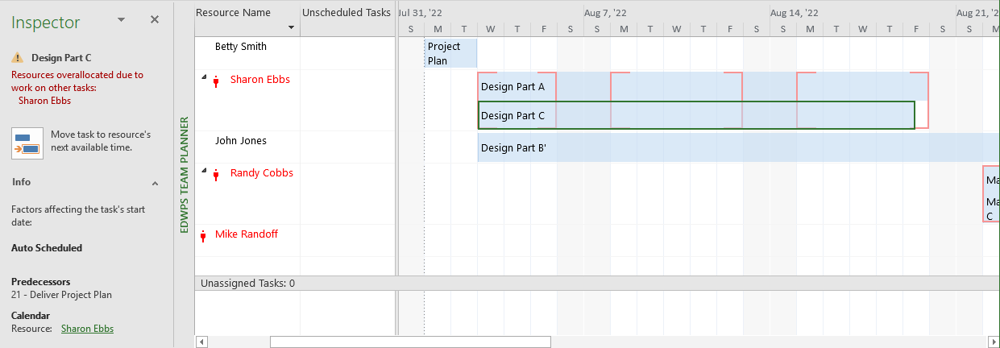 Inspector
Design Part C
Resources overallocated due to
work on other tasks:
Sharon Ebbs
Move task to resource's
next available time.
Info
Factors affecting the task's start
date:
Auto Scheduled
Predecessors
21 - Deliver Project Plan
Calendar
Resource: Sharon Ebbs
EDWPS TEAM PLANNER
Resource Name Unscheduled Tasks
Jul 31, '22 Aug 7, '22 Aug 14, '22 Aug 21, '2
S M T W T F S S M T W T F S S M T W T F S S M
Betty Smith
Project
Plan
Sharon Ebbs
Design Part A
Design Part C
John Jones
Design Part B'
Randy Cobbs
Ma
Ma
C
Mike Randoff
Unassigned Tasks: 0